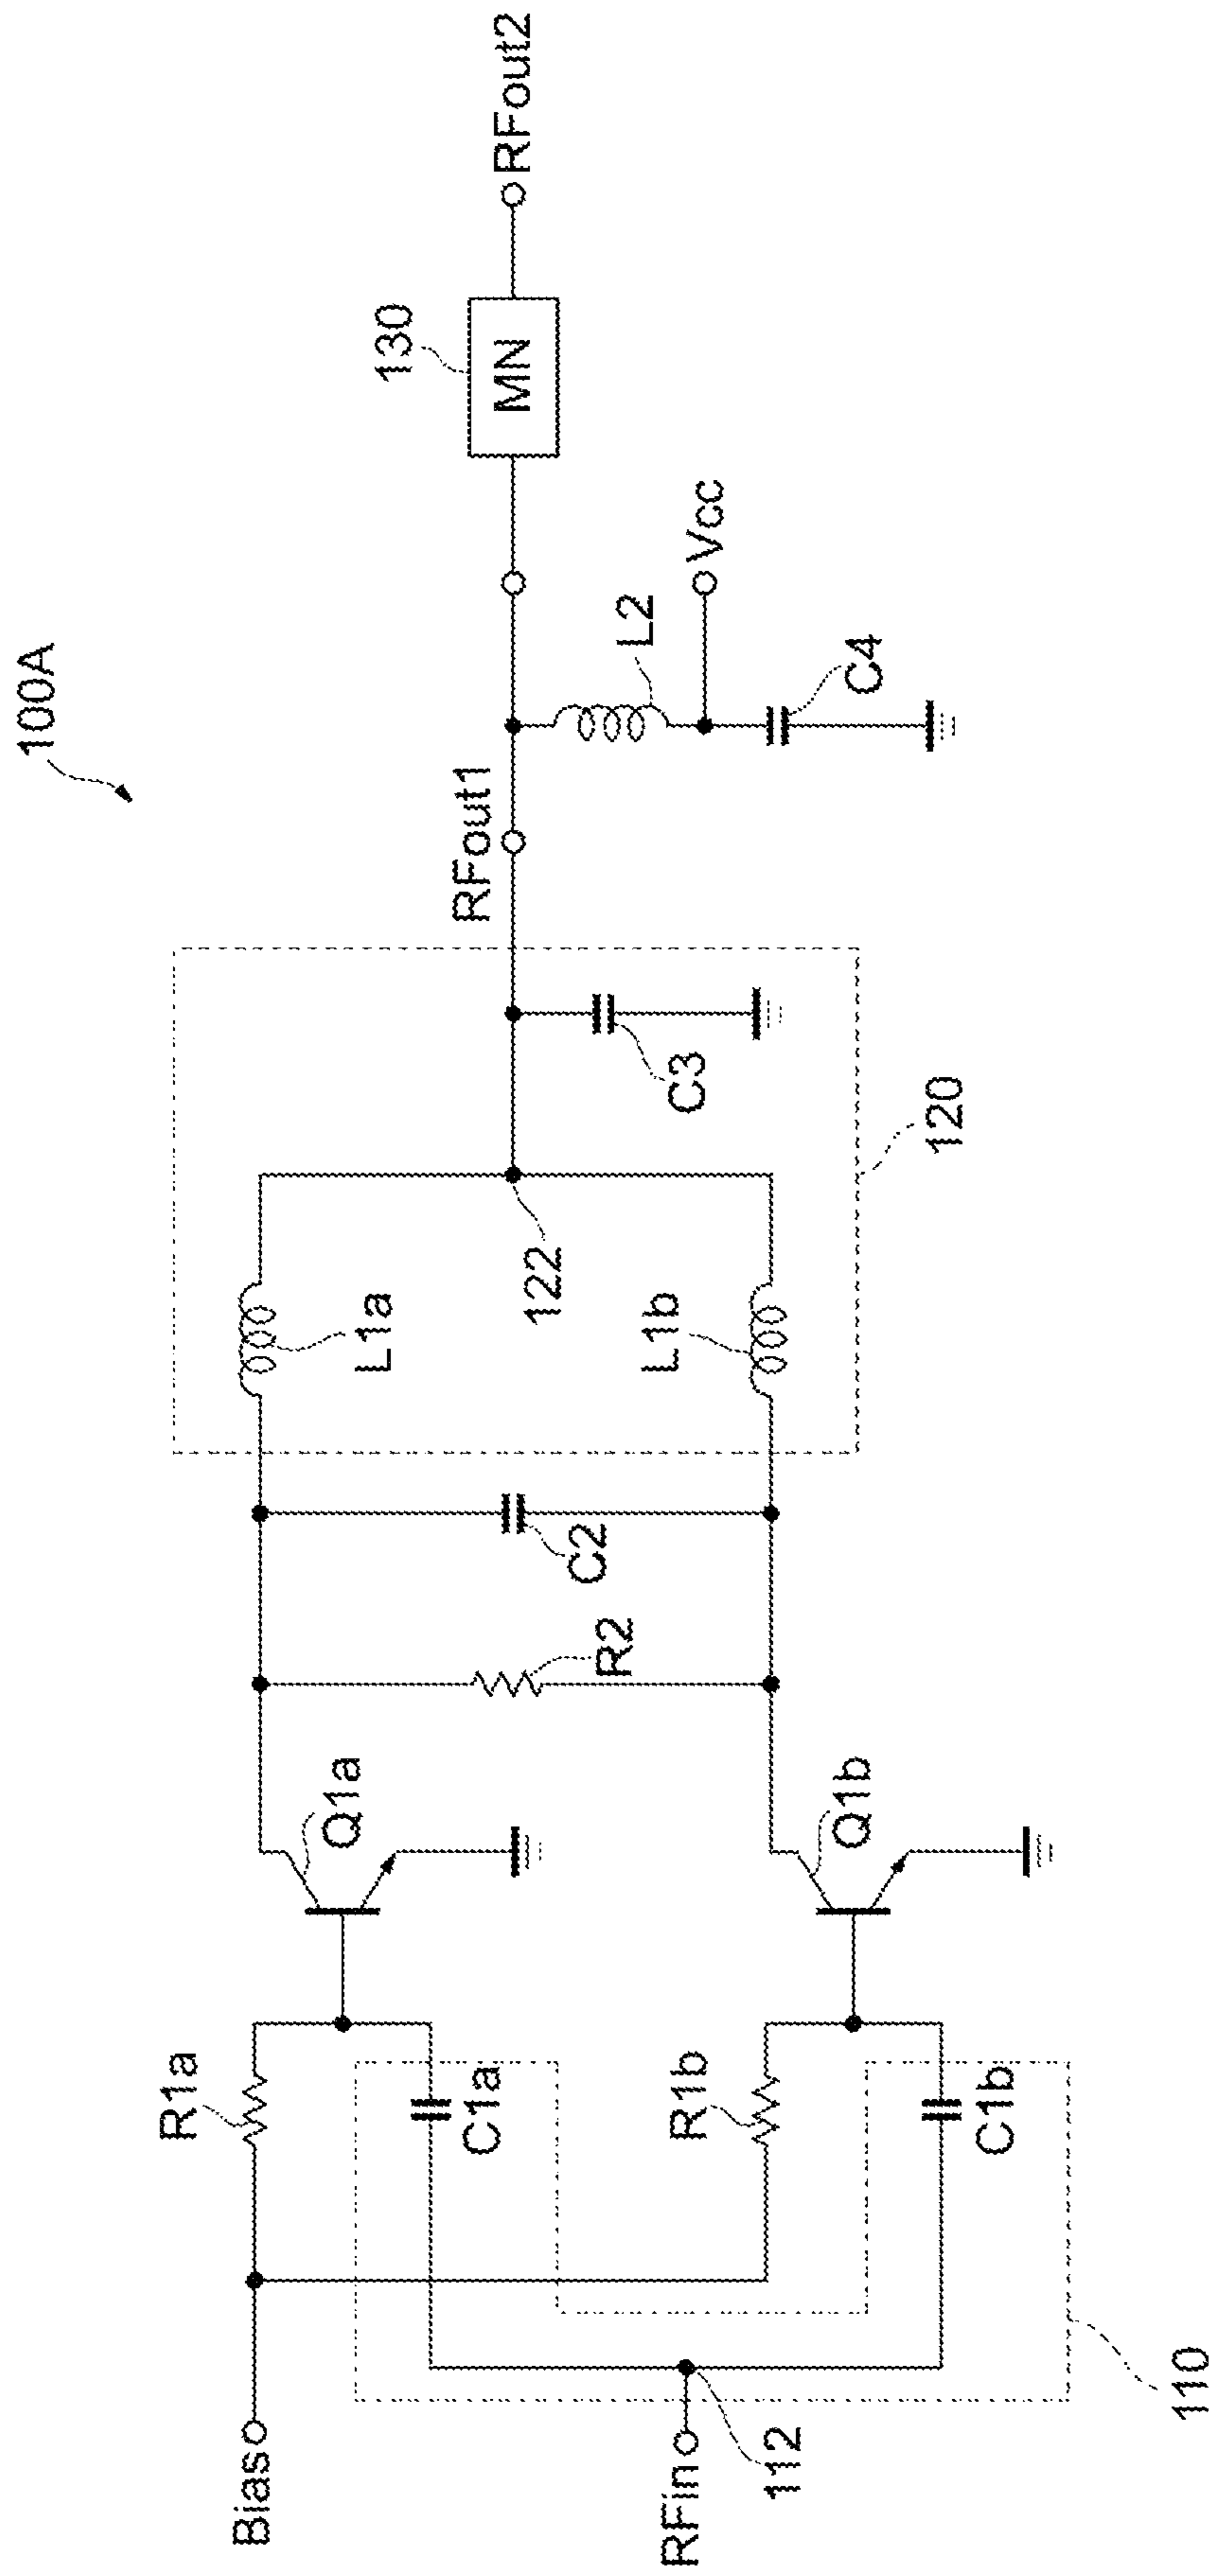 100A
Bias
R1a
C1a
Q1a
RFin
112
R1b
C1b
110
Q1b
R2
C2
L1a
L1b
122
C3
120
RFout1
L2
Vcc
C4
130
MN
RFout2